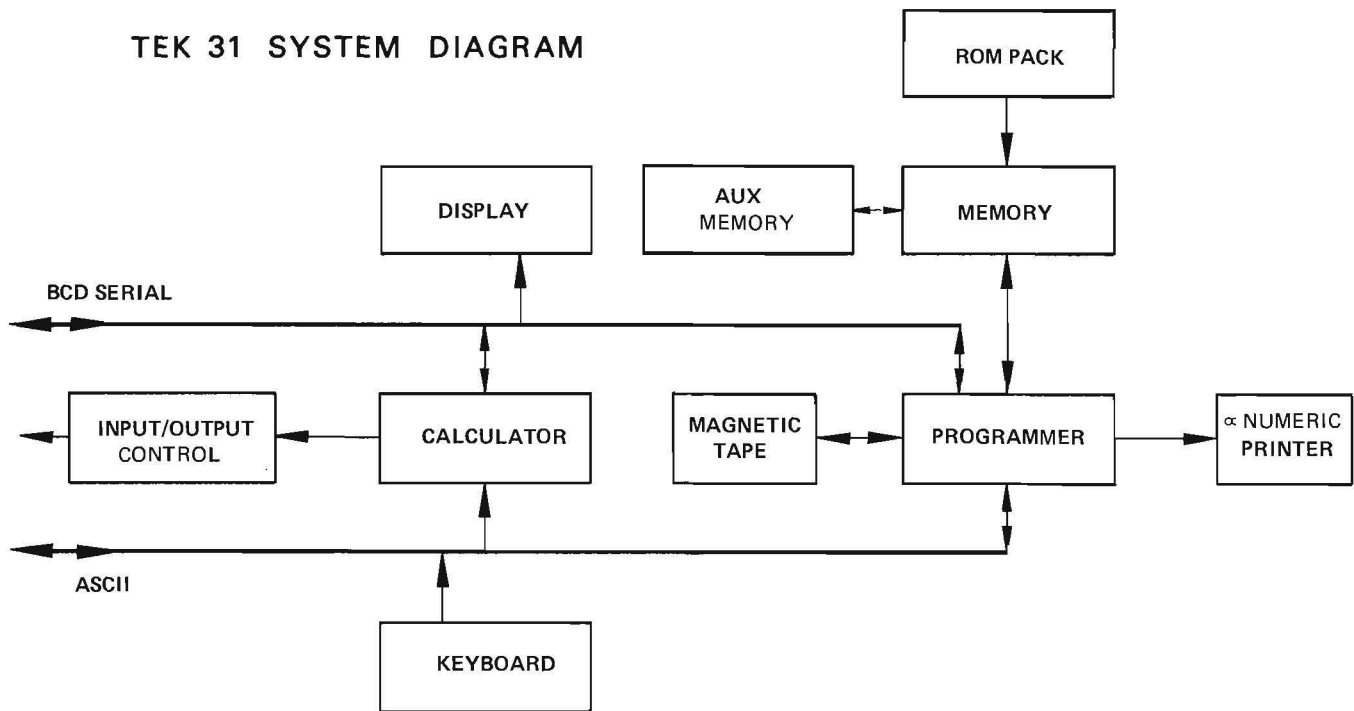 TEK 31 SYSTEM DIAGRAM
ROM PACK
DISPLAY
AUX
MEMORY
MEMORY
BCD SERIAL
INPUT/OUTPUT
CONTROL
CALCULATOR
MAGNETIC
TAPE
PROGRAMMER
∝ NUMERIC
PRINTER
ASCII
KEYBOARD